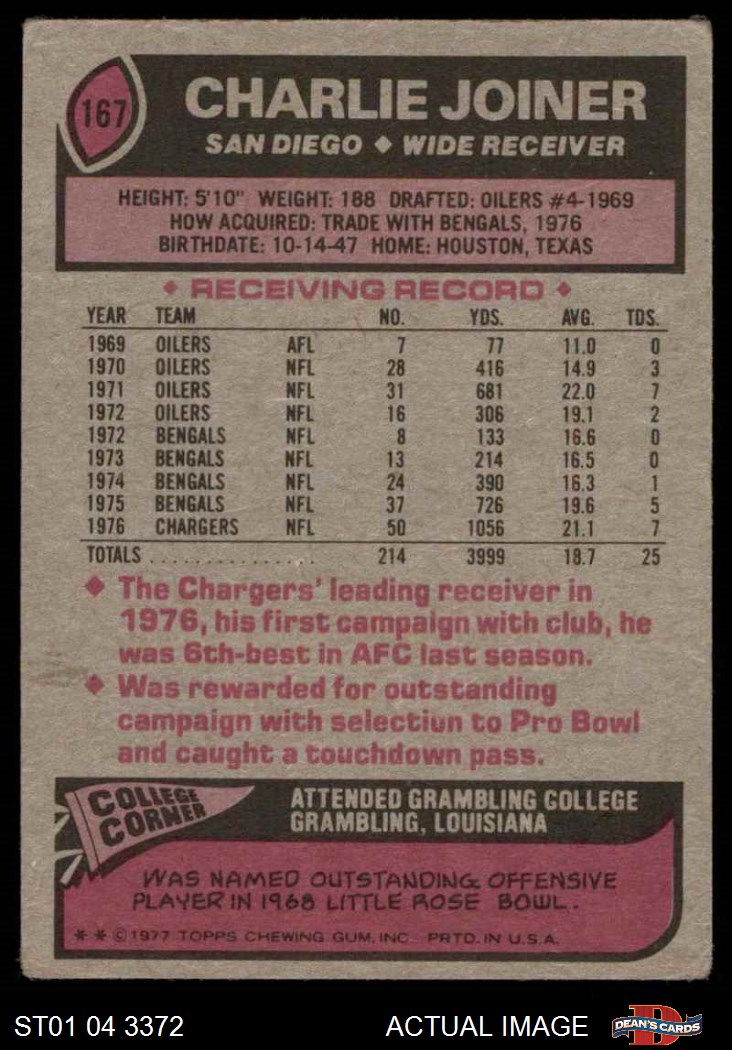 167
CHARLIE JOINER
SAN DIEGO ◆ WIDE RECEIVER
HEIGHT: 5'10" WEIGHT: 188 DRAFTED: OILERS #4-1969
HOW ACQUIRED: TRADE WITH BENGALS, 1976
BIRTHDATE: 10-14-47 HOME: HOUSTON, TEXAS
◆ RECEIVING RECORD ◆
YEAR TEAM NO. YDS. AVG. TDS.
1969 OILERS AFL 7 77 11.0 0
1970 OILERS NFL 28 416 14.9 3
1971 OILERS NFL 31 681 22.0 7
1972 OILERS NFL 16 306 19.1 2
1972 BENGALS NFL 8 133 16.6 0
1973 BENGALS NFL 13 214 16.5 0
1974 BENGALS NFL 24 390 16.3 1
1975 BENGALS NFL 37 726 19.6 5
1976 CHARGERS NFL 50 1056 21.1 7
TOTALS ................ 214 3999 18.7 25
◆ The Chargers' leading receiver in
1976, his first campaign with club, he
was 6th-best in AFC last season.
◆ Was rewarded for outstanding
campaign with selection to Pro Bowl
and caught a touchdown pass.
COLLEGE
CORNER
ATTENDED GRAMBLING COLLEGE
GRAMBLING, LOUISIANA
WAS NAMED OUTSTANDING OFFENSIVE
PLAYER IN 1968 LITTLE ROSE BOWL.
* * © 1977 TOPPS CHEWING GUM, INC. PRTD. IN U.S.A.
ST01 04 3372
ACTUAL IMAGE
D
DEAN'S CARDS